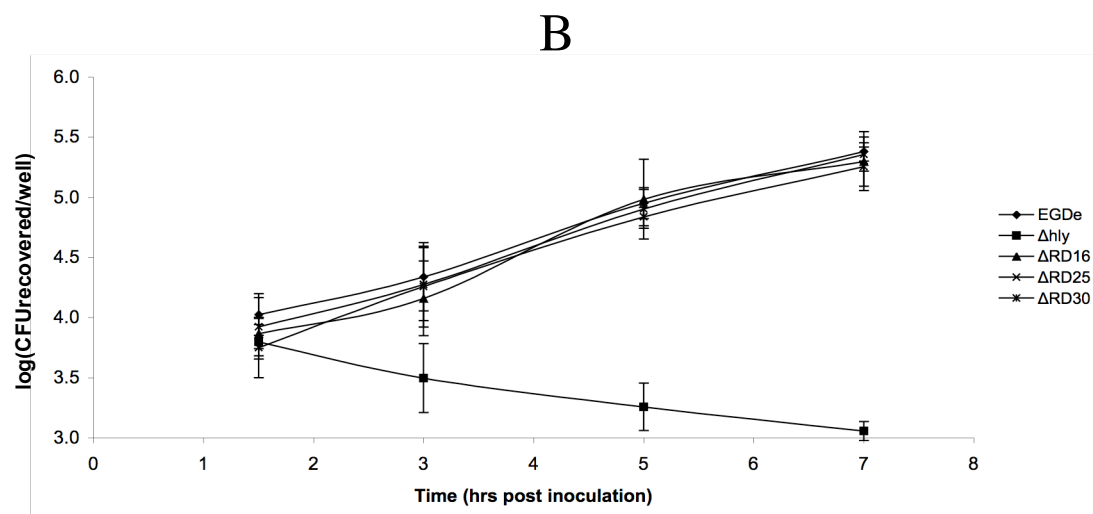 B
log(CFUrecovered/well)
6.0
5.5
5.0
4.5
4.0
3.5
3.0
0 1 2 3 4 5 6 7 8
Time (hrs post inoculation)
EGDe
Δhly
ΔRD16
ΔRD25
ΔRD30